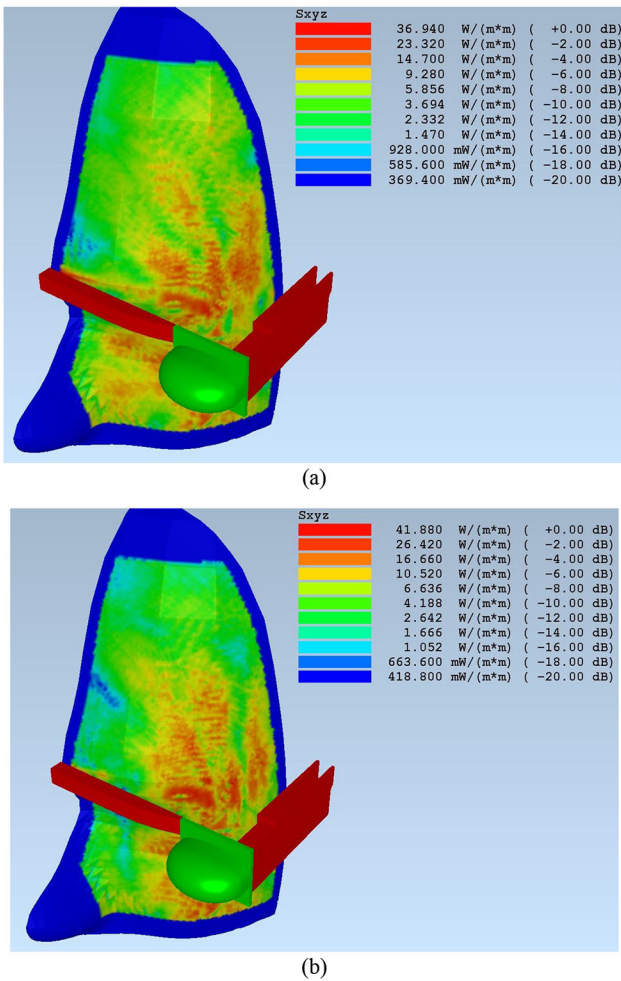 Sxyz
36.940 W/(m*m) ( +0.00 dB)
23.320 W/(m*m) ( -2.00 dB)
14.700 W/(m*m) ( -4.00 dB)
9.280 W/(m*m) ( -6.00 dB)
5.856 W/(m*m) ( -8.00 dB)
3.694 W/(m*m) ( -10.00 dB)
2.332 W/(m*m) ( -12.00 dB)
1.470 W/(m*m) ( -14.00 dB)
928.000 mW/(m*m) ( -16.00 dB)
585.600 mW/(m*m) ( -18.00 dB)
369.400 mW/(m*m) ( -20.00 dB)
(a)
Sxyz
41.880 W/(m*m) ( +0.00 dB)
26.420 W/(m*m) ( -2.00 dB)
16.660 W/(m*m) ( -4.00 dB)
10.520 W/(m*m) ( -6.00 dB)
6.636 W/(m*m) ( -8.00 dB)
4.188 W/(m*m) ( -10.00 dB)
2.642 W/(m*m) ( -12.00 dB)
1.666 W/(m*m) ( -14.00 dB)
1.052 W/(m*m) ( -16.00 dB)
663.600 mW/(m*m) ( -18.00 dB)
418.800 mW/(m*m) ( -20.00 dB)
(b)